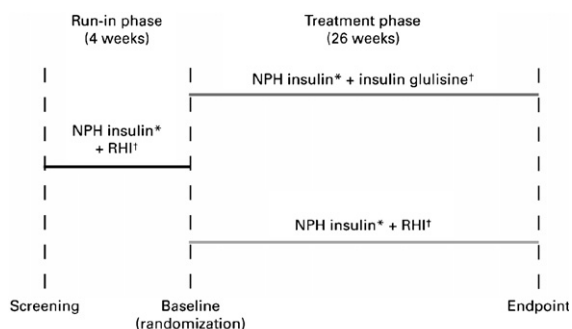 Run-in phase
(4 weeks)
Treatment phase
(26 weeks)
NPH insulin* + insulin glulisine†
NPH insulin*
+ RHI†
NPH insulin* + RHI†
Screening
Baseline
(randomization)
Endpoint